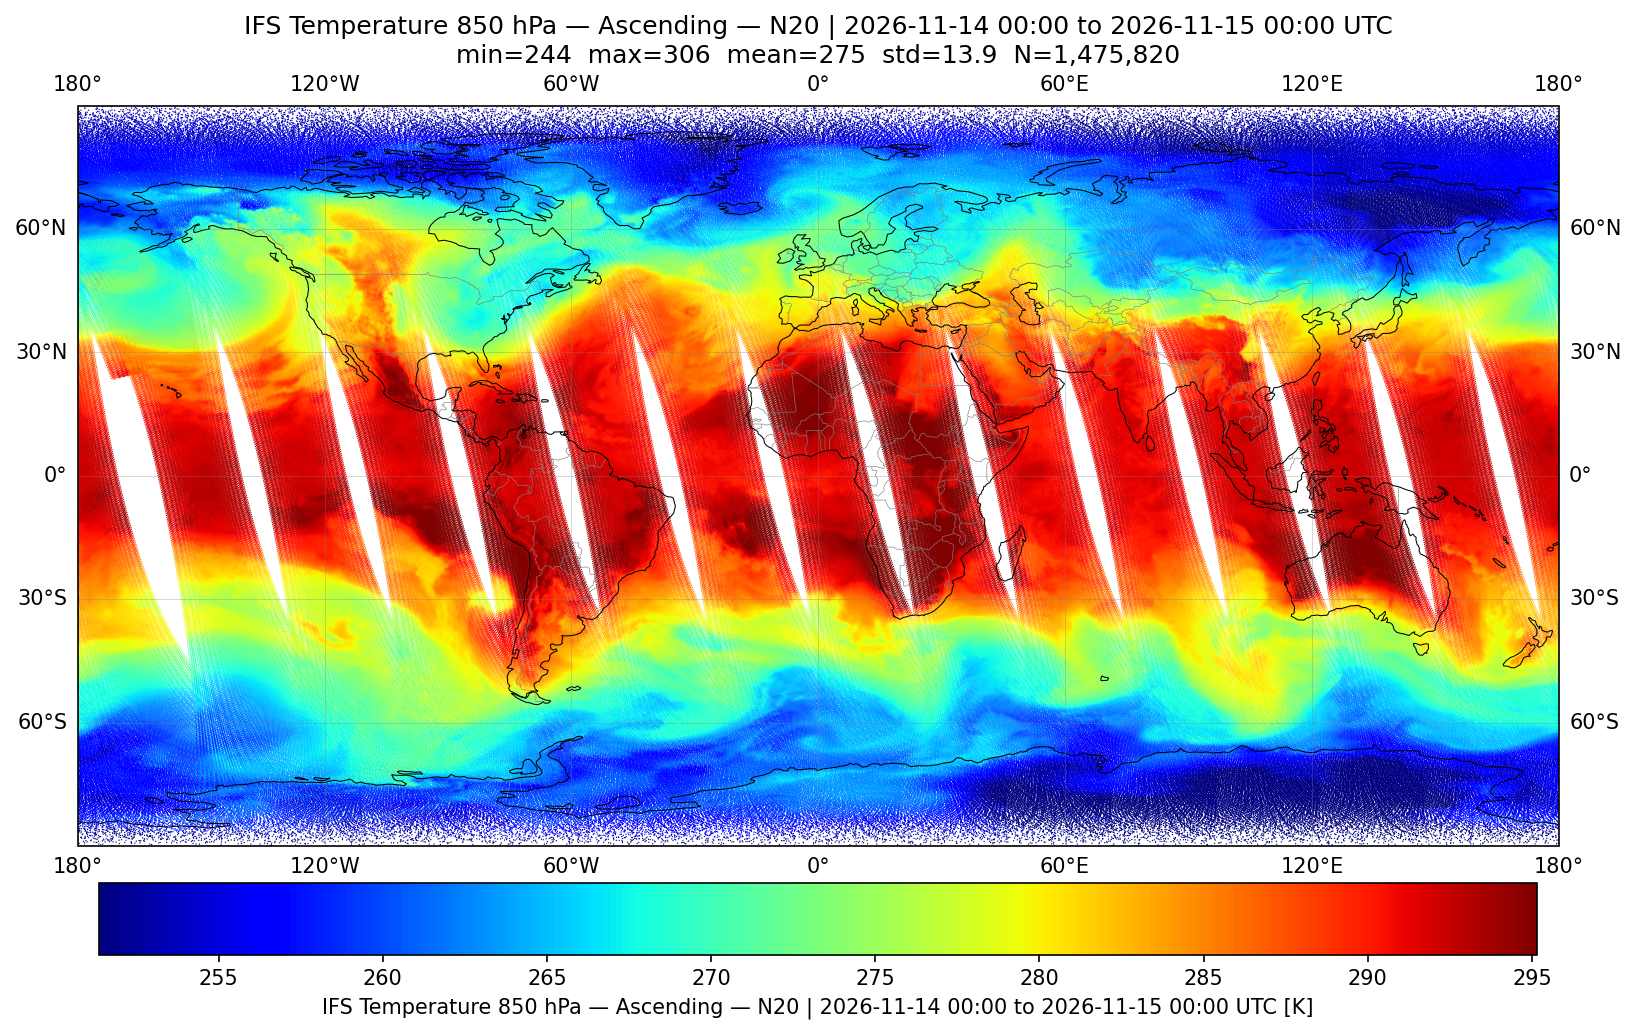 IFS Temperature 850 hPa — Ascending — N20 | 2026-11-14 00:00 to 2026-11-15 00:00 UTC
min=244  max=306  mean=275  std=13.9  N=1,475,820
180° 120°W 60°W 0° 60°E 120°E 180°
60°N 60°N
30°N 30°N
0° 0°
30°S 30°S
60°S 60°S
180° 120°W 60°W 0° 60°E 120°E 180°
255 260 265 270 275 280 285 290 295
IFS Temperature 850 hPa — Ascending — N20 | 2026-11-14 00:00 to 2026-11-15 00:00 UTC [K]